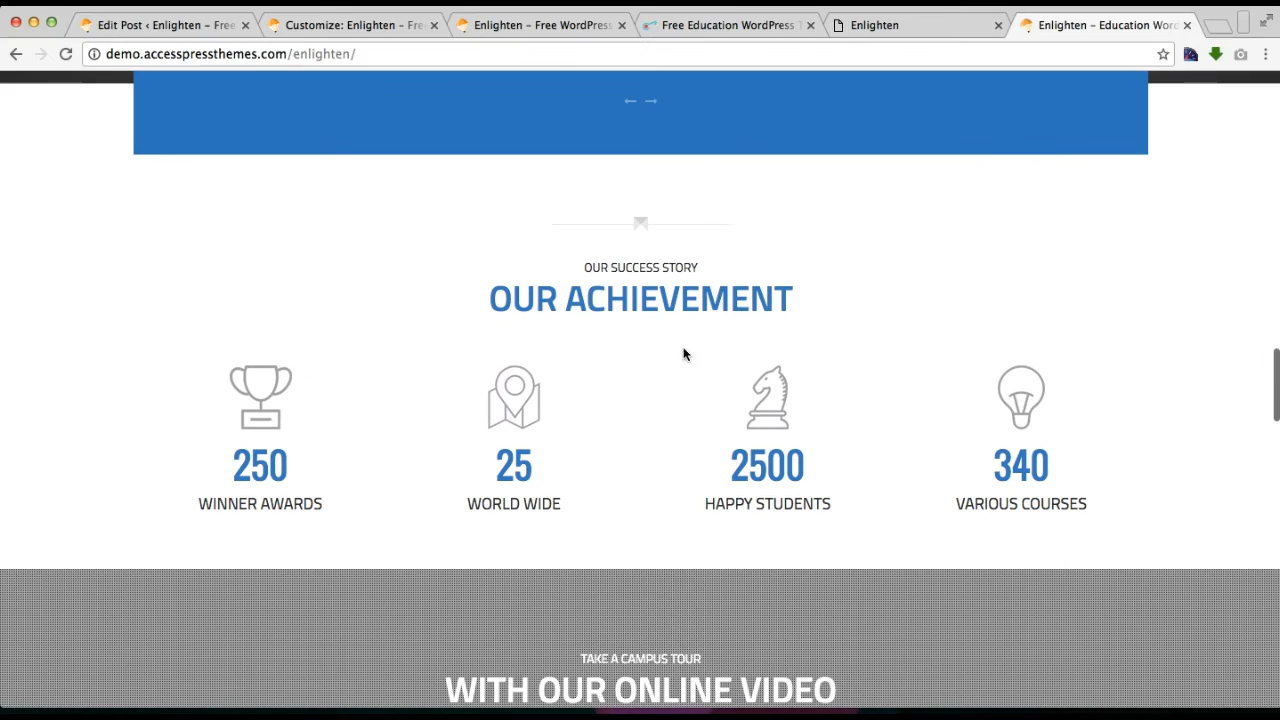 Edit Post ‹ Enlighten – Free
Customize: Enlighten – Fre
Enlighten – Free WordPress
Free Education WordPress T
Enlighten
Enlighten – Education Word
demo.accesspressthemes.com/enlighten/
OUR SUCCESS STORY
OUR ACHIEVEMENT
250
WINNER AWARDS
25
WORLD WIDE
2500
HAPPY STUDENTS
340
VARIOUS COURSES
TAKE A CAMPUS TOUR
WITH OUR ONLINE VIDEO